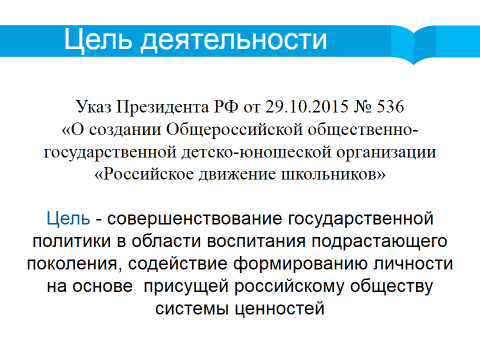 Цель деятельности
Указ Президента РФ от 29.10.2015 № 536
«О создании Общероссийской общественно-
государственной детско-юношеской организации
«Российское движение школьников»
Цель - совершенствование государственной
политики в области воспитания подрастающего
поколения, содействие формированию личности
на основе присущей российскому обществу
системы ценностей